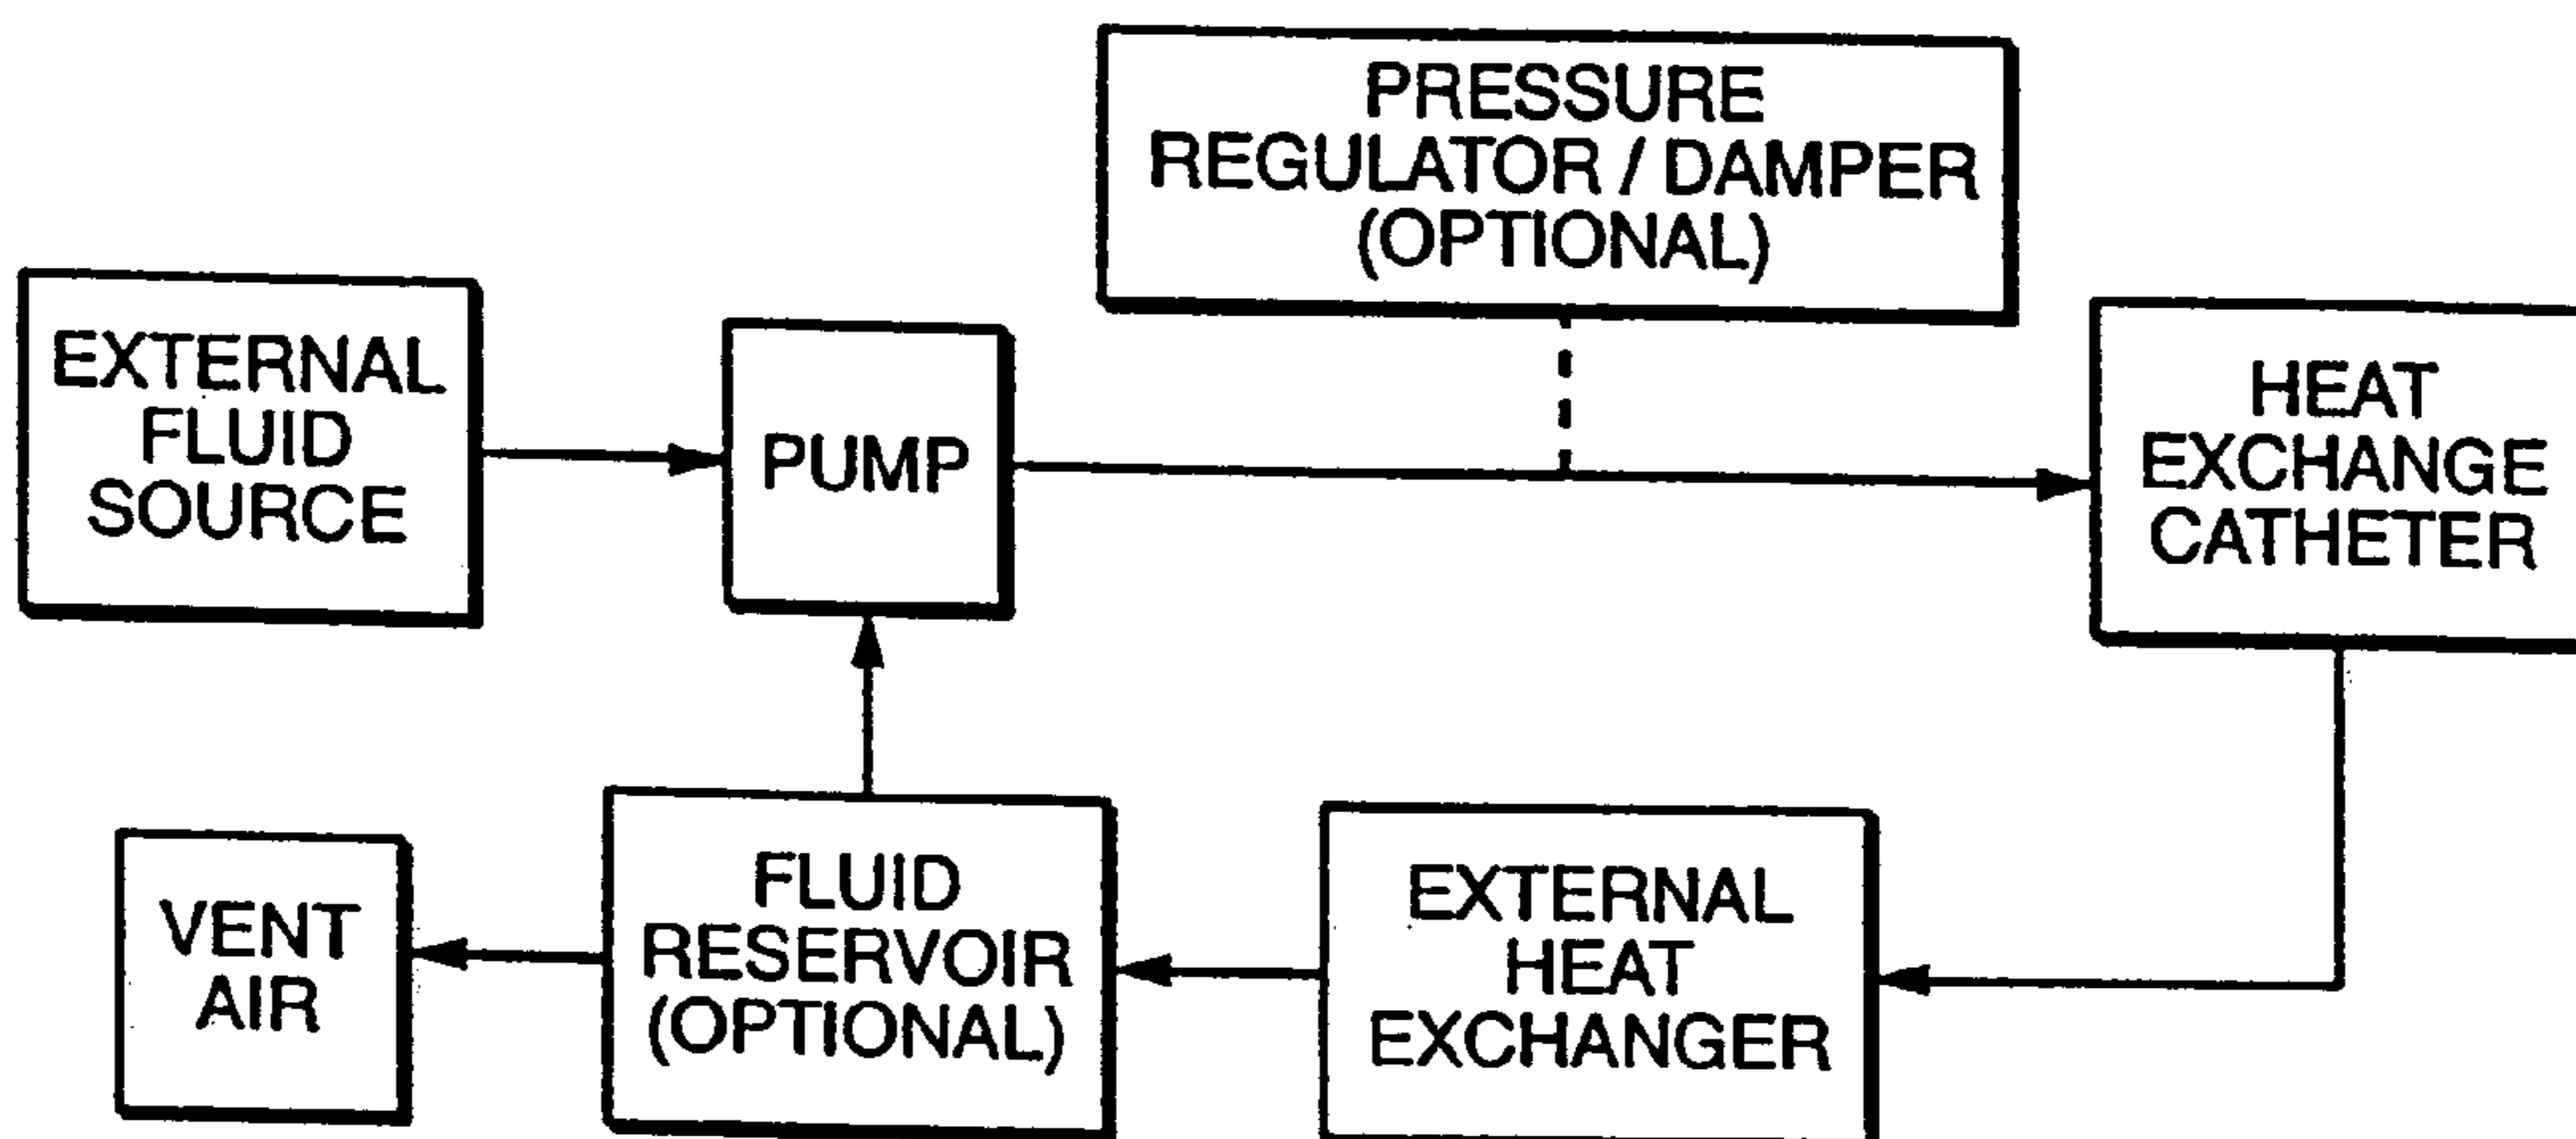 PRESSURE
REGULATOR / DAMPER
(OPTIONAL)
EXTERNAL
FLUID
SOURCE
PUMP
HEAT
EXCHANGE
CATHETER
VENT
AIR
FLUID
RESERVOIR
(OPTIONAL)
EXTERNAL
HEAT
EXCHANGER